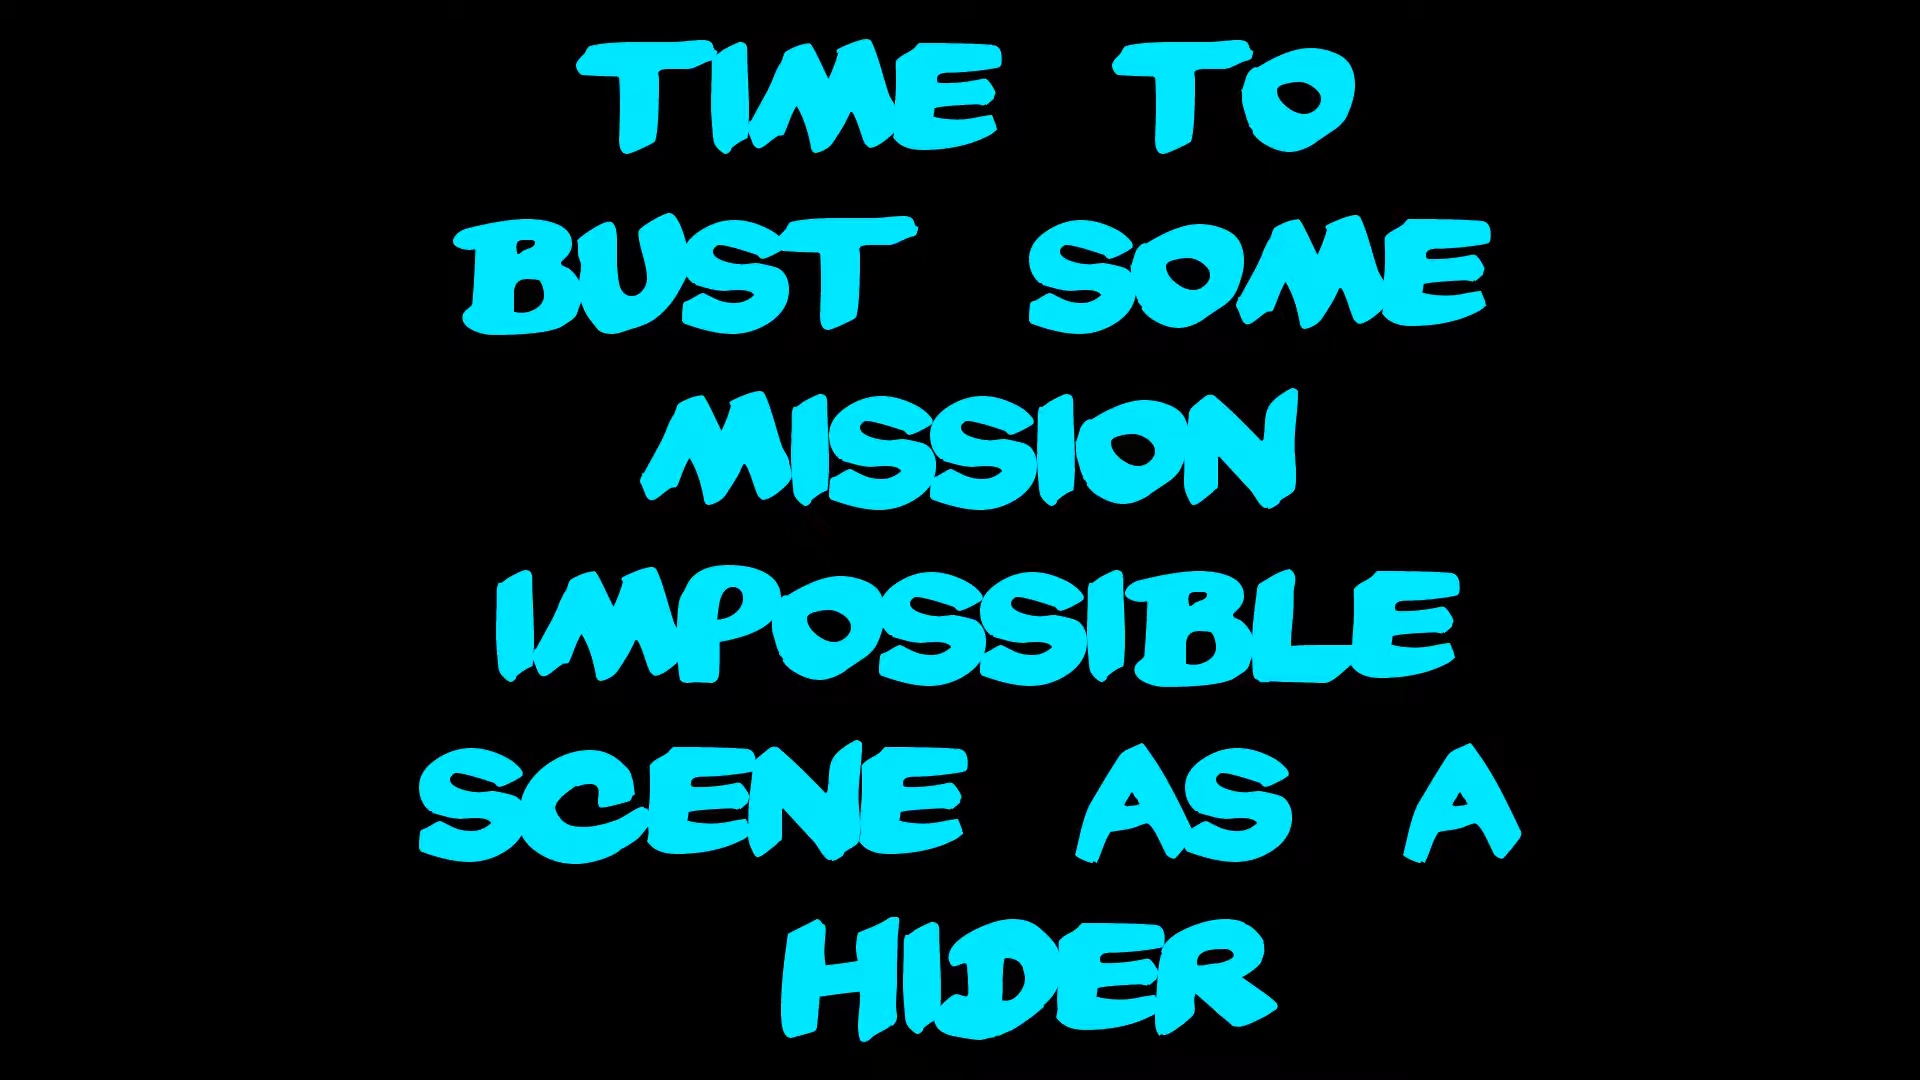 TIME TO
BUST SOME
MISSION
IMPOSSIBLE
SCENE AS A
HIDER